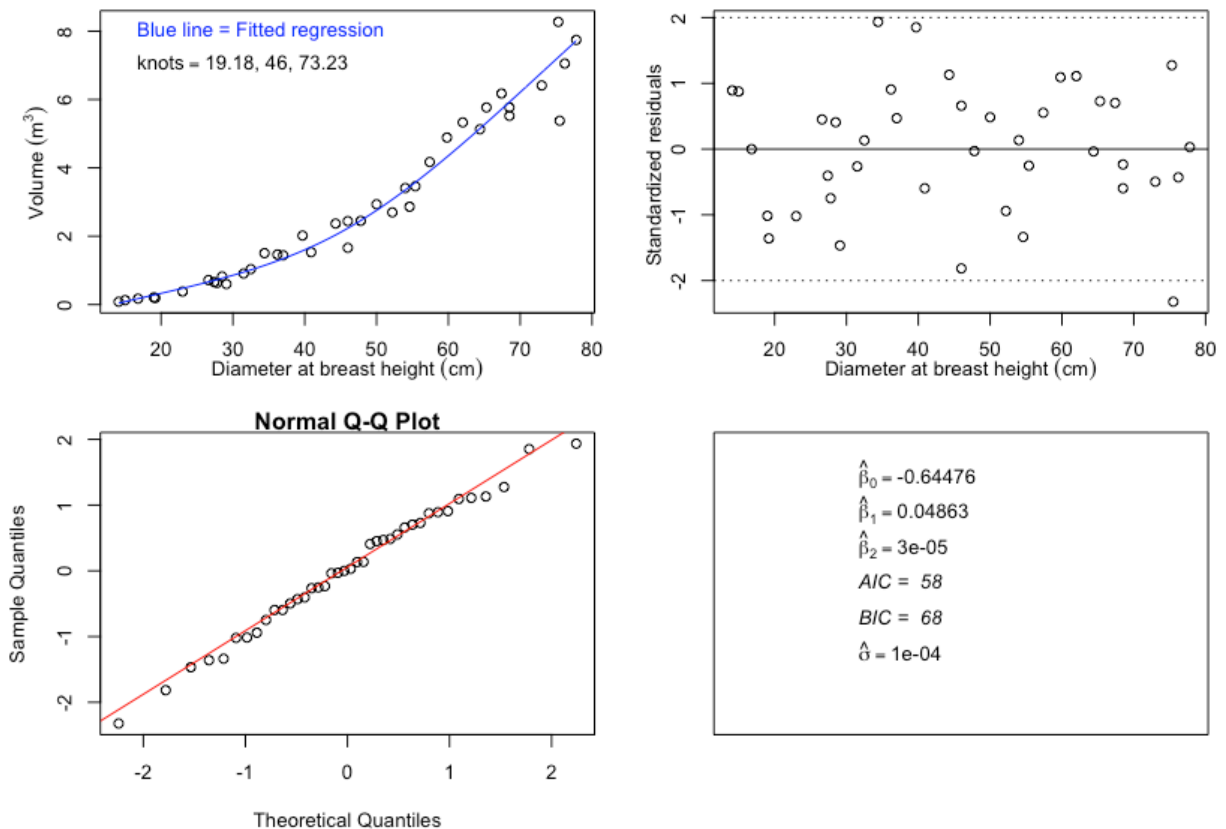 Blue line = Fitted regression
knots = 19.18, 46, 73.23
Volume (m³)
0 2 4 6 8
20 30 40 50 60 70 80
Diameter at breast height (cm)
Standardized residuals
-2 -1 0 1 2
20 30 40 50 60 70 80
Diameter at breast height (cm)
Normal Q-Q Plot
Sample Quantiles
-2 -1 0 1 2
-2 -1 0 1 2
Theoretical Quantiles
β̂₀ = -0.64476
β̂₁ = 0.04863
β̂₂ = 3e-05
AIC = 58
BIC = 68
σ̂ = 1e-04